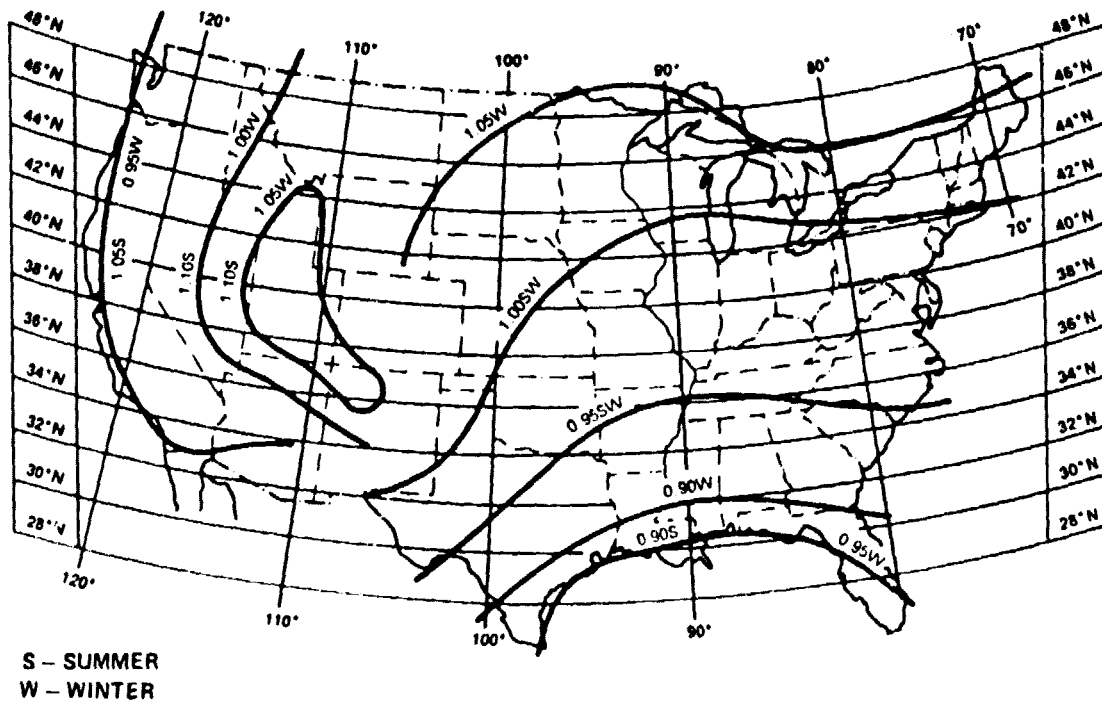 120°
110°
100°
90°
80°
70°
48°N
46°N
44°N
42°N
40°N
38°N
36°N
34°N
32°N
30°N
28°N
48°N
46°N
44°N
42°N
70°
40°N
38°N
36°N
34°N
32°N
30°N
28°N
0 95W
1.00W
1 05W
1.05W
1 05S
1.10S
1.10S
1 00SW
0 95SW
0 90W
0 90S
0 95W
120°
110°
100°
90°
S – SUMMER
W – WINTER